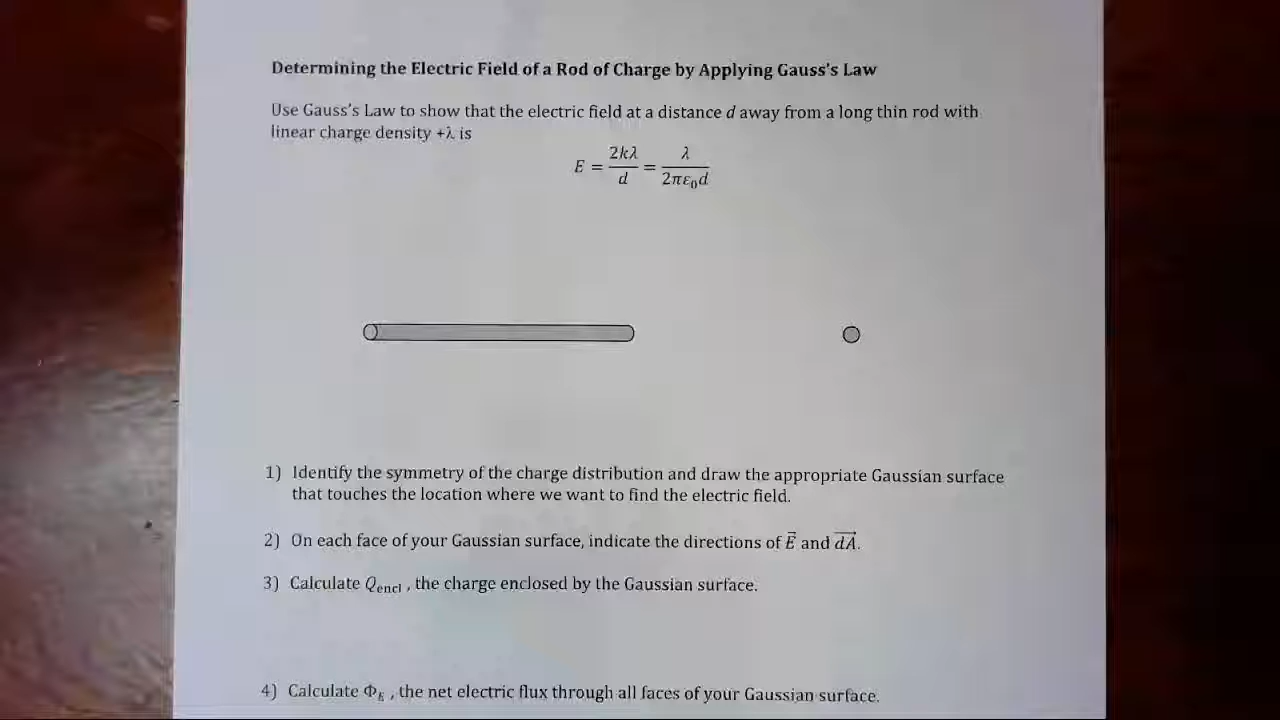 Determining the Electric Field of a Rod of Charge by Applying Gauss's Law
Use Gauss's Law to show that the electric field at a distance d away from a long thin rod with
linear charge density +λ is
E = 2kλ/d = λ/2πε₀d
1) Identify the symmetry of the charge distribution and draw the appropriate Gaussian surface
that touches the location where we want to find the electric field.
2) On each face of your Gaussian surface, indicate the directions of E⃗ and dA⃗.
3) Calculate Qencl , the charge enclosed by the Gaussian surface.
4) Calculate ΦE , the net electric flux through all faces of your Gaussian surface.